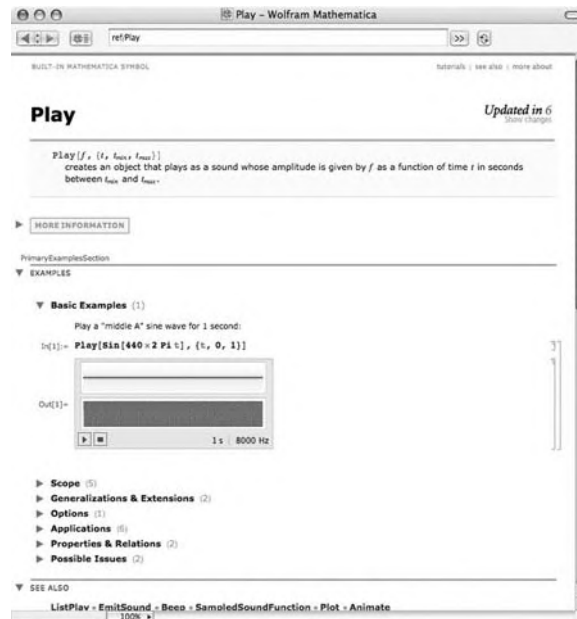 Play – Wolfram Mathematica
ref/Play
>>
BUILT-IN MATHEMATICA SYMBOL
tutorials | see also | more about
Play
Updated in 6
Show changes
Play[f, {t, tmin, tmax}]
creates an object that plays as a sound whose amplitude is given by f as a function of time t in seconds
between tmin and tmax.
MORE INFORMATION
PrimaryExamplesSection
EXAMPLES
Basic Examples (1)
Play a "middle A" sine wave for 1 second:
In[1]:= Play[Sin[440 × 2 Pi t], {t, 0, 1}]
Out[1]=
1 s | 8000 Hz
Scope (5)
Generalizations & Extensions (2)
Options (1)
Applications (6)
Properties & Relations (2)
Possible Issues (2)
SEE ALSO
ListPlay ▪ EmitSound ▪ Beep ▪ SampledSoundFunction ▪ Plot ▪ Animate
100%